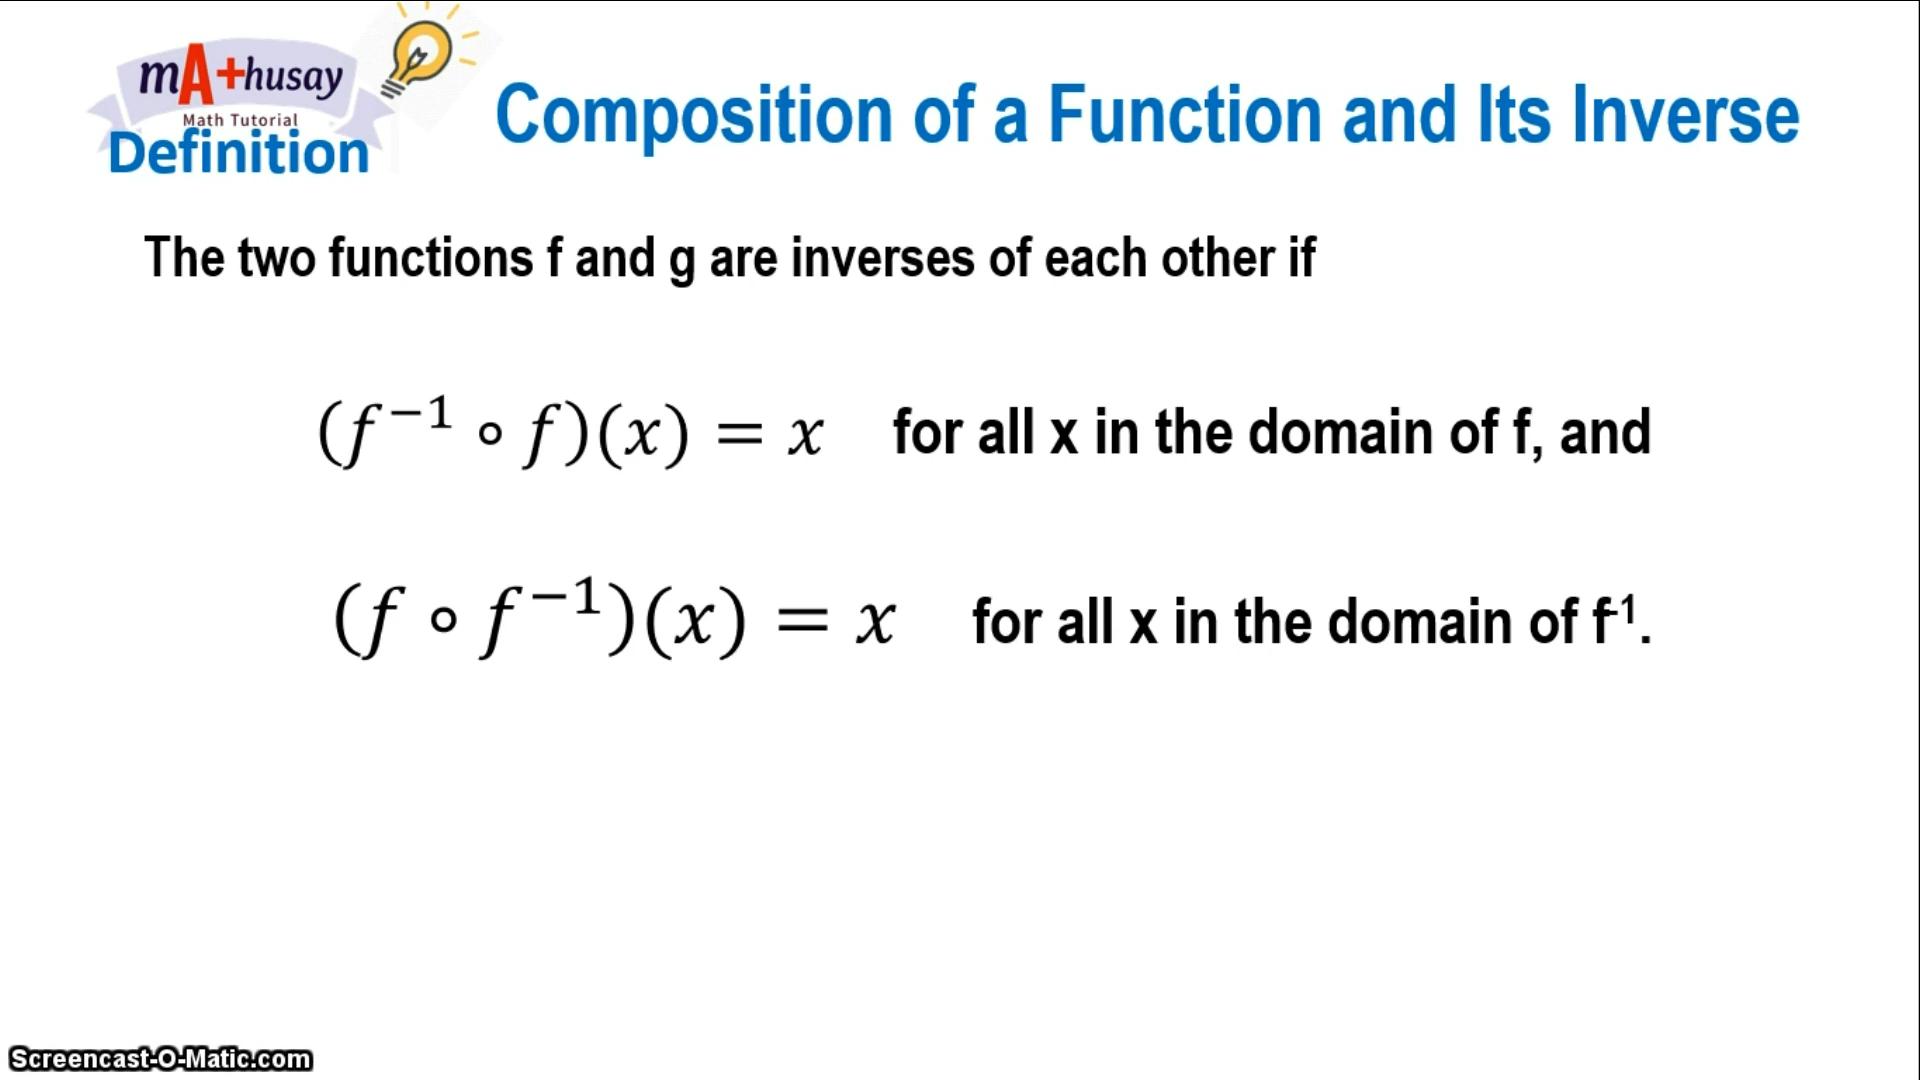 mA+husay
Math Tutorial
Definition
Composition of a Function and Its Inverse
The two functions f and g are inverses of each other if
(f⁻¹ ∘ f)(x) = x for all x in the domain of f, and
(f ∘ f⁻¹)(x) = x for all x in the domain of f⁻¹.
Screencast-O-Matic.com